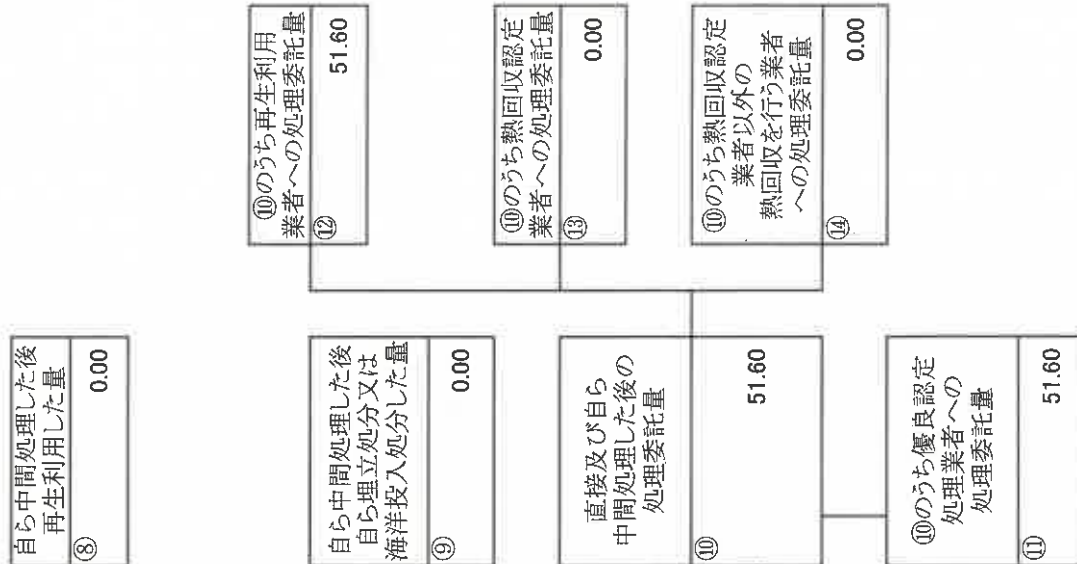 自ら中間処理した後
再生利用した量
⑧
0.00
自ら中間処理した後
自ら埋立処分又は
海洋投入処分した量
⑨
0.00
直接及び自ら
中間処理した後の
処理委託量
⑩
51.60
⑩のうち優良認定
処理業者への
処理委託量
⑪
51.60
⑩のうち再生利用
業者への処理委託量
⑫
51.60
⑩のうち熱回収認定
業者への処理委託量
⑬
0.00
⑩のうち熱回収認定
業者以外の
熱回収を行う業者
への処理委託量
⑭
0.00